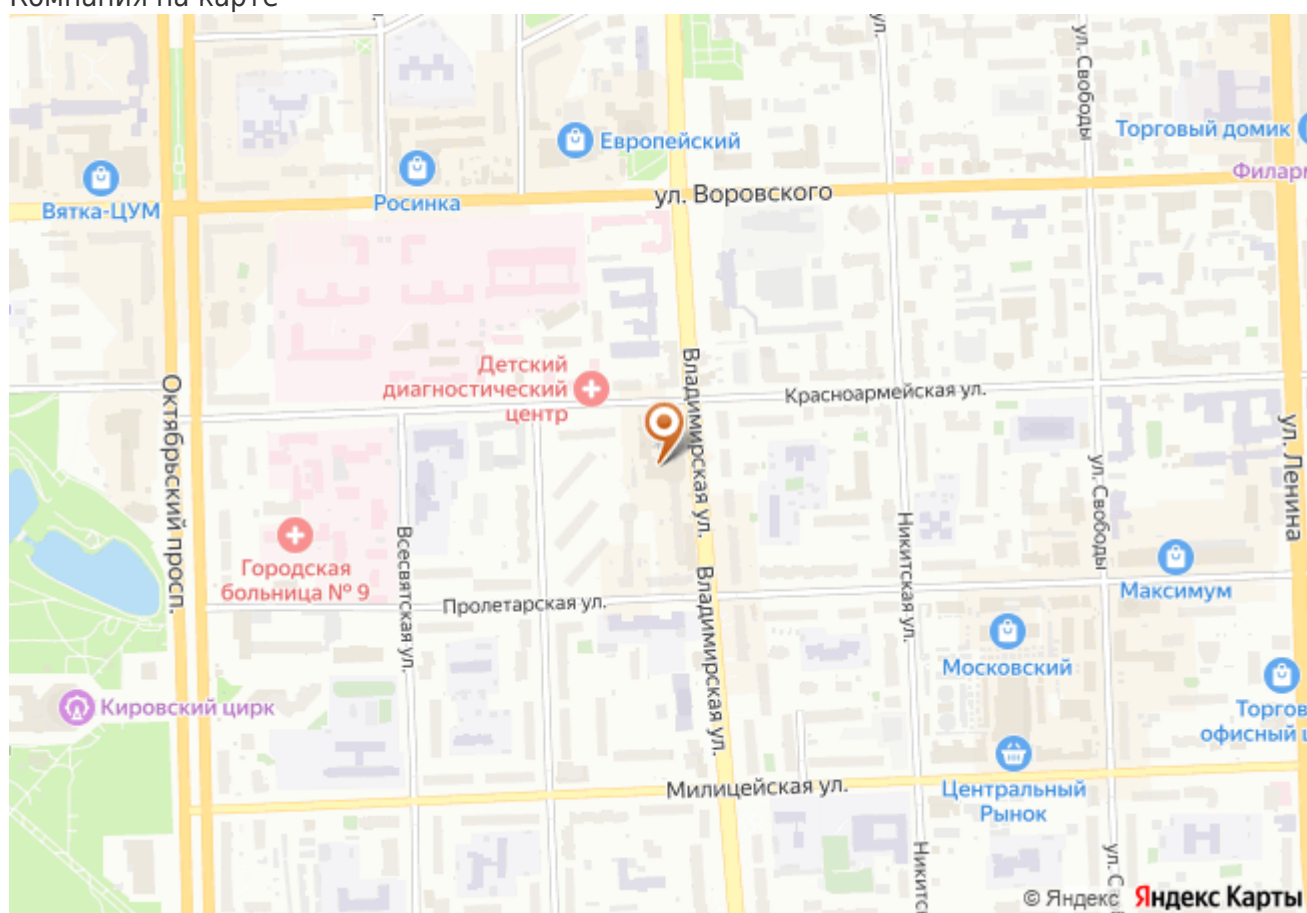 Компания на карте
ул.
ул. Свободы
Торговый домик
Европейский
Вятка-ЦУМ
Росинка
ул. Воровского
Детский
диагностический
центр
Владимирская ул.
Красноармейская ул.
Октябрьский просп.
ул. Ленина
ул. Свободы
Городская
больница № 9
Всесвятская ул.
Пролетарская ул.
Владимирская ул.
Никитская ул.
Максимум
Московский
Кировский цирк
офисный
Милицейская ул.
Центральный
Рынок
ул.
© Яндекс Яндекс Карты